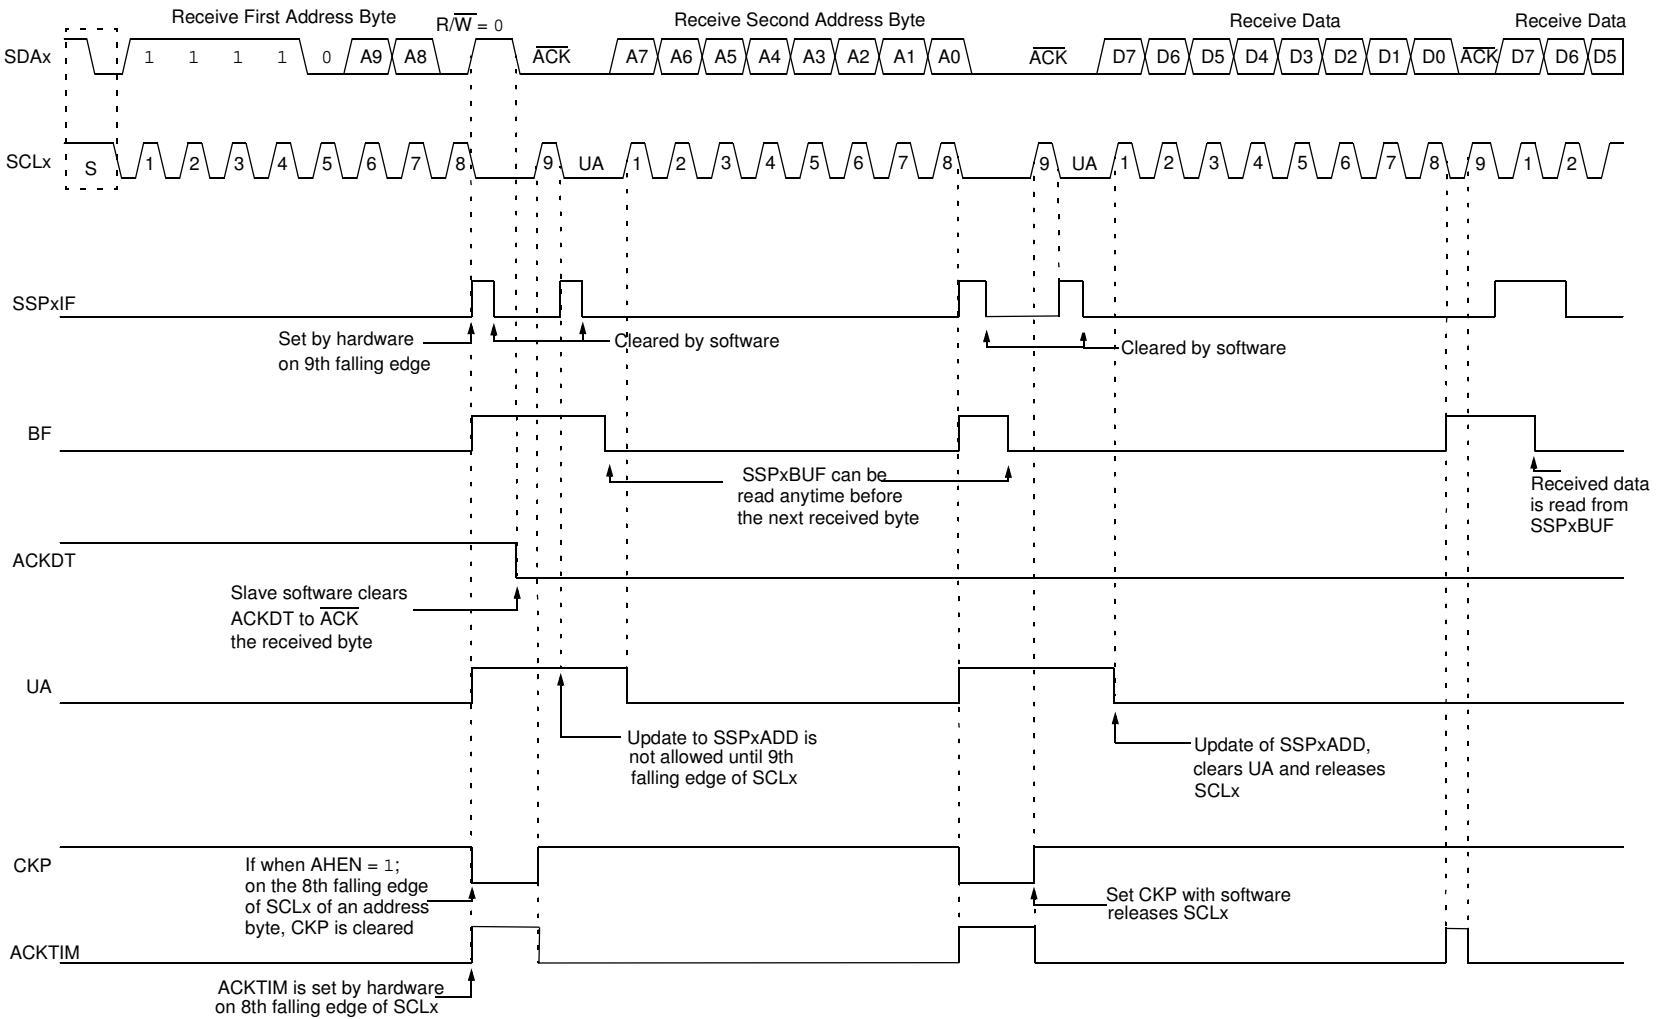 Receive First Address Byte
R/W = 0
Receive Second Address Byte
Receive Data
Receive Data
SDAx
1 1 1 1 0 A9 A8
ACK
A7 A6 A5 A4 A3 A2 A1 A0
ACK
D7 D6 D5 D4 D3 D2 D1 D0
ACK
D7 D6 D5
SCLx
S
1 2 3 4 5 6 7 8 9 UA 1 2 3 4 5 6 7 8 9 UA 1 2 3 4 5 6 7 8 9 1 2
SSPxIF
Set by hardware
on 9th falling edge
Cleared by software
Cleared by software
BF
SSPxBUF can be
read anytime before
the next received byte
Received data
is read from
SSPxBUF
ACKDT
Slave software clears
ACKDT to ACK
the received byte
UA
Update to SSPxADD is
not allowed until 9th
falling edge of SCLx
Update of SSPxADD,
clears UA and releases
SCLx
CKP
If when AHEN = 1;
on the 8th falling edge
of SCLx of an address
byte, CKP is cleared
Set CKP with software
releases SCLx
ACKTIM
ACKTIM is set by hardware
on 8th falling edge of SCLx